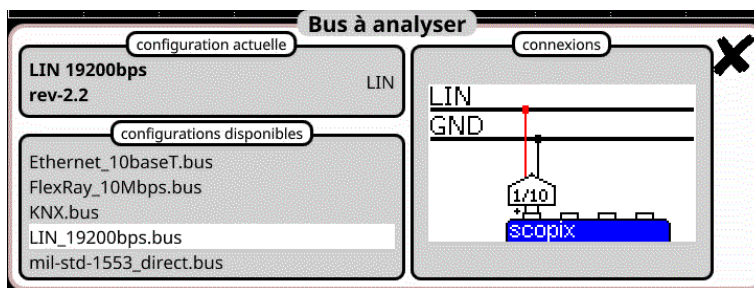 Bus à analyser
configuration actuelle
LIN 19200bps
LIN
rev-2.2
configurations disponibles
Ethernet_10baseT.bus
FlexRay_10Mbps.bus
KNX.bus
LIN_19200bps.bus
mil-std-1553_direct.bus
connexions
LIN
GND
1/10
scopix